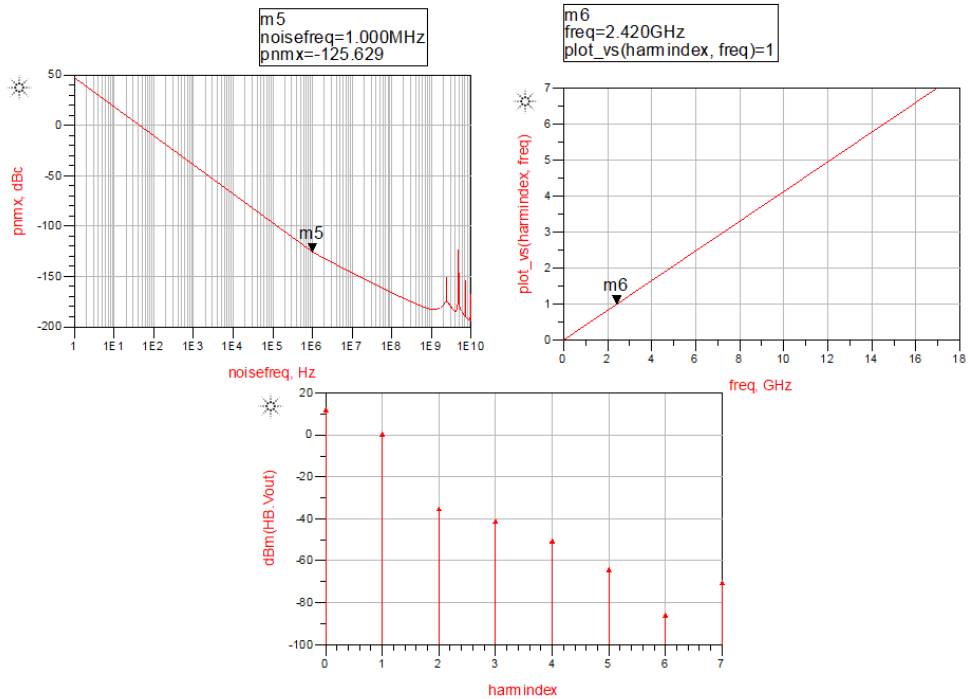 m5
noisefreq=1.000MHz
pnmx=-125.629
m6
freq=2.420GHz
plot_vs(harmindex, freq)=1
50
0
-50
-100
-150
-200
pnmx, dBc
m5
1 1E1 1E2 1E3 1E4 1E5 1E6 1E7 1E8 1E9 1E10
noisefreq, Hz
7
6
5
4
3
2
1
0
plot_vs(harmindex, freq)
m6
0 2 4 6 8 10 12 14 16 18
freq, GHz
20
0
-20
-40
-60
-80
-100
dBm(HB.Vout)
0 1 2 3 4 5 6 7
harmindex